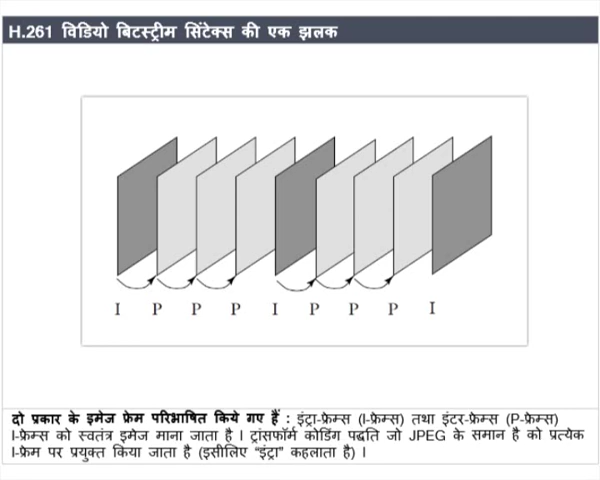 H.261 विडियो बिटस्ट्रीम सिंटेक्स की एक झलक
I P P P I P P P I
दो प्रकार के इमेज फ्रेम परिभाषित किये गए हैं : इंट्रा-फ्रेम्स (I-फ्रेम्स) तथा इंटर-फ्रेम्स (P-फ्रेम्स)
I-फ्रेम्स को स्वतंत्र इमेज माना जाता है । ट्रांसफॉर्म कोडिंग पद्धति जो JPEG के समान है को प्रत्येक
I-फ्रेम पर प्रयुक्त किया जाता है (इसीलिए “इंट्रा” कहलाता है) ।